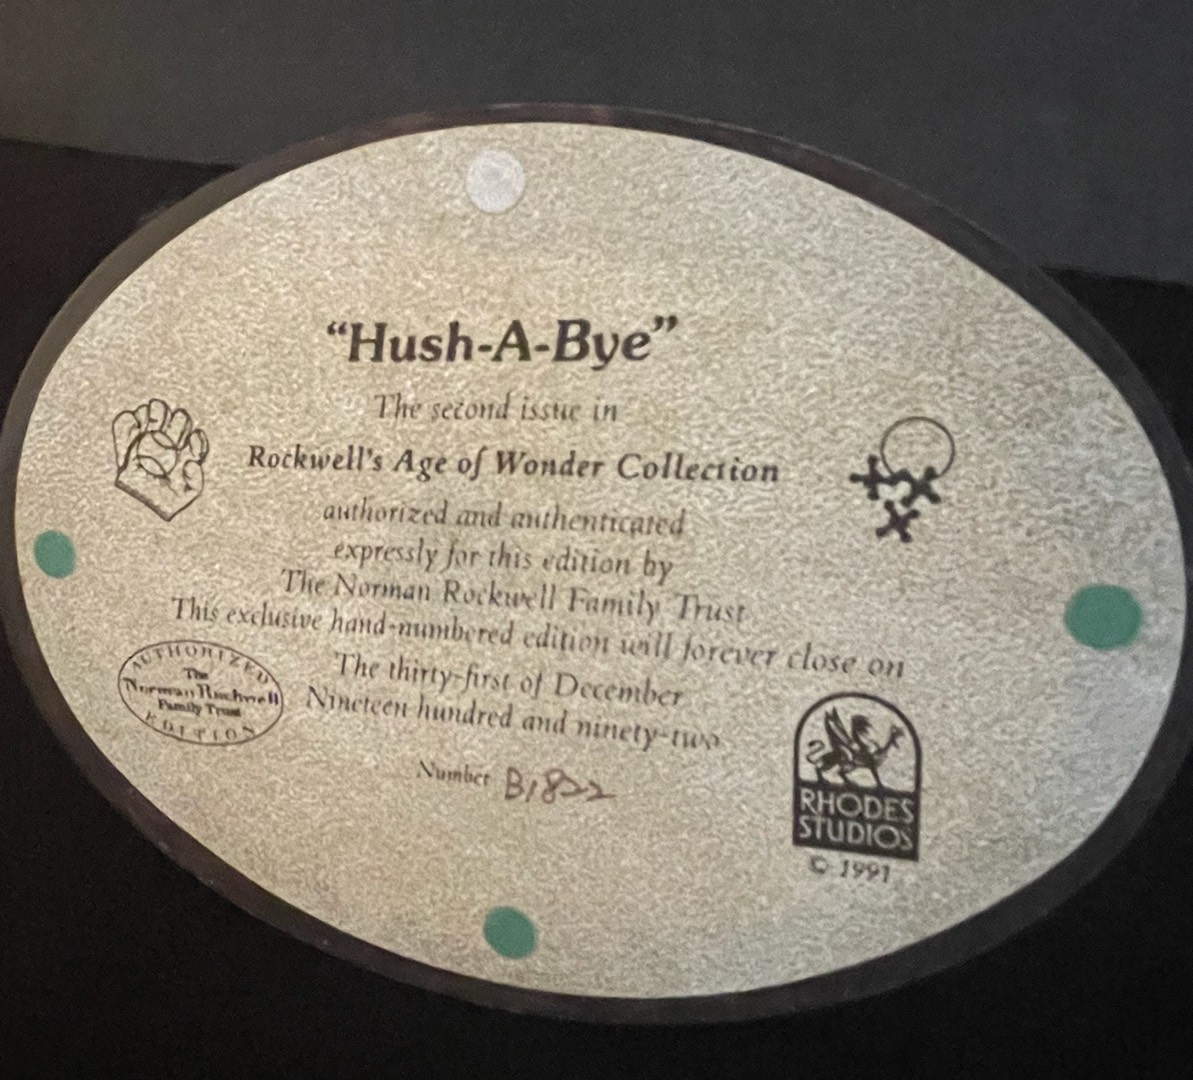 “Hush-A-Bye”
The second issue in
Rockwell's Age of Wonder Collection
authorized and authenticated
expressly for this edition by
The Norman Rockwell Family Trust
This exclusive hand-numbered edition will forever close on
The thirty-first of December
Nineteen hundred and ninety-two
Number B1822
AUTHORIZED
The
Norman Rockwell
Family Trust
EDITION
RHODES
STUDIOS
© 1991